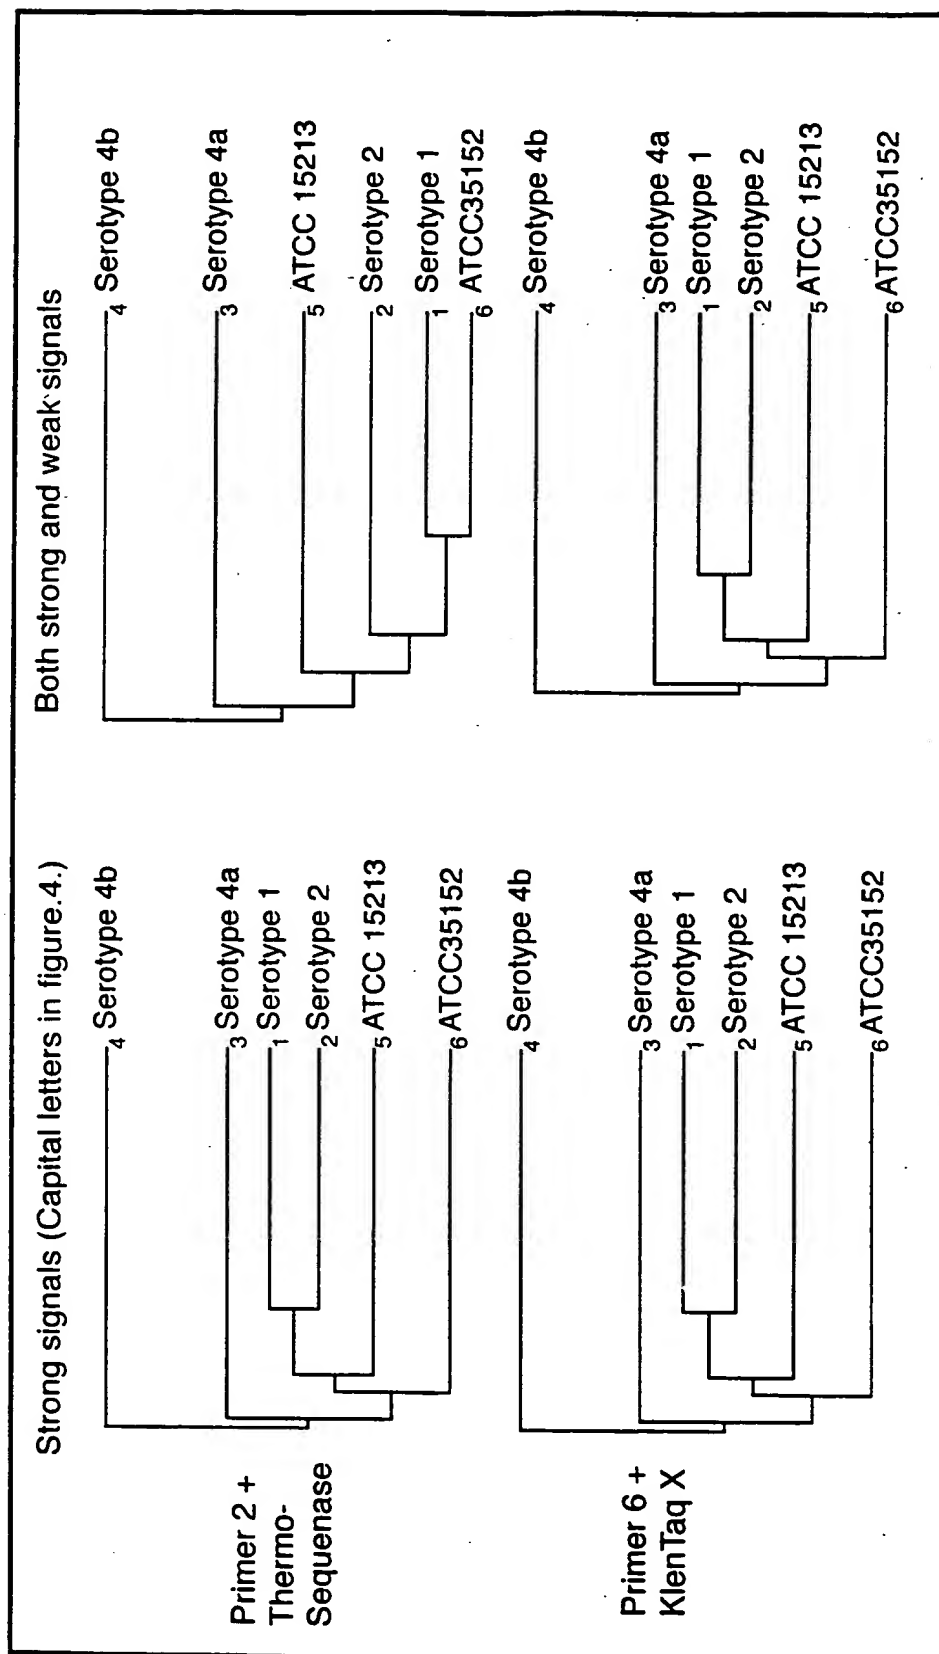 Strong signals (Capital letters in figure.4.)
Both strong and weak signals
Primer 2 +
Thermo-
Sequenase
4 Serotype 4b
3 Serotype 4a
1 Serotype 1
2 Serotype 2
5 ATCC 15213
6 ATCC35152
4 Serotype 4b
3 Serotype 4a
5 ATCC 15213
2 Serotype 2
1 Serotype 1
6 ATCC35152
Primer 6 +
KlenTaq X
4 Serotype 4b
3 Serotype 4a
1 Serotype 1
2 Serotype 2
5 ATCC 15213
6 ATCC35152
4 Serotype 4b
3 Serotype 4a
1 Serotype 1
2 Serotype 2
5 ATCC 15213
6 ATCC35152